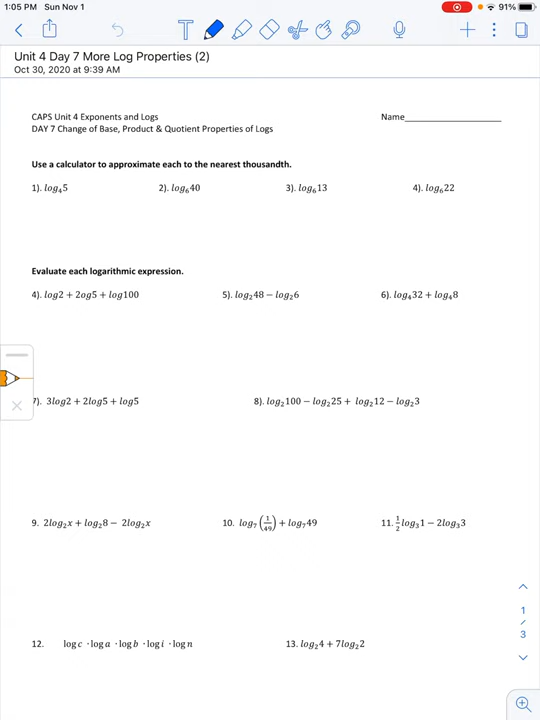 1:05 PM Sun Nov 1 91%
Unit 4 Day 7 More Log Properties (2)
Oct 30, 2020 at 9:39 AM
CAPS Unit 4 Exponents and Logs Name____________________
DAY 7 Change of Base, Product & Quotient Properties of Logs
Use a calculator to approximate each to the nearest thousandth.
1). log₄5 2). log₆40 3). log₆13 4). log₆22
Evaluate each logarithmic expression.
4). log2 + 2og5 + log100 5). log₂48 − log₂6 6). log₄32 + log₄8
7). 3log2 + 2log5 + log5 8). log₂100 − log₂25 + log₂12 − log₂3
9. 2log₂x + log₂8 − 2log₂x 10. log₇(1/49) + log₇49 11. 1/2 log₃1 − 2log₃3
12. log c · log a · log b · log i · log n 13. log₂4 + 7log₂2
1
/
3